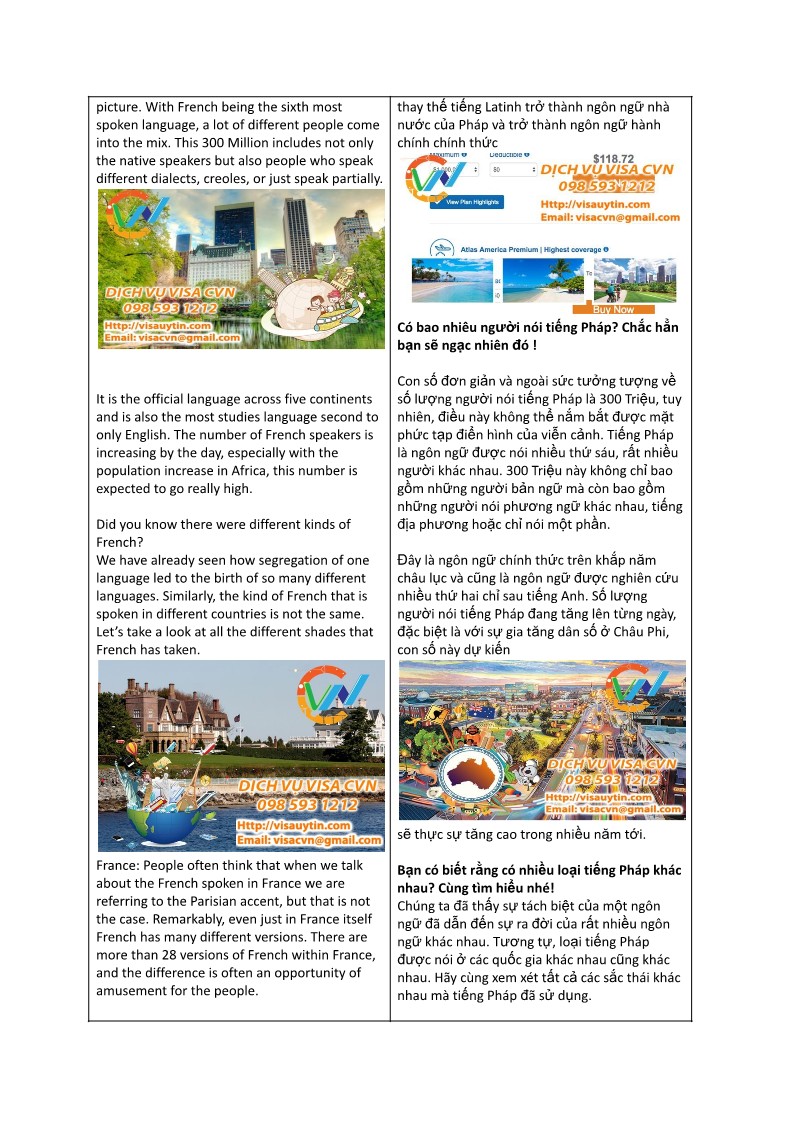 picture. With French being the sixth most
spoken language, a lot of different people come
into the mix. This 300 Million includes not only
the native speakers but also people who speak
different dialects, creoles, or just speak partially.
DỊCH VỤ VISA CVN
098 593 1212
Http://visauytin.com
Email: visacvn@gmail.com
It is the official language across five continents
and is also the most studies language second to
only English. The number of French speakers is
increasing by the day, especially with the
population increase in Africa, this number is
expected to go really high.
Did you know there were different kinds of
French?
We have already seen how segregation of one
language led to the birth of so many different
languages. Similarly, the kind of French that is
spoken in different countries is not the same.
Let’s take a look at all the different shades that
French has taken.
DỊCH VỤ VISA CVN
098 593 1212
Http://visauytin.com
Email: visacvn@gmail.com
France: People often think that when we talk
about the French spoken in France we are
referring to the Parisian accent, but that is not
the case. Remarkably, even just in France itself
French has many different versions. There are
more than 28 versions of French within France,
and the difference is often an opportunity of
amusement for the people.
thay thế tiếng Latinh trở thành ngôn ngữ nhà
nước của Pháp và trở thành ngôn ngữ hành
chính chính thức
Maximum Deductible $118.72
$0
DỊCH VỤ VISA CVN
098 593 1212
View Plan Highlights
Http://visauytin.com
Email: visacvn@gmail.com
Atlas America Premium | Highest coverage
Buy Now
Có bao nhiêu người nói tiếng Pháp? Chắc hẳn
bạn sẽ ngạc nhiên đó !
Con số đơn giản và ngoài sức tưởng tượng về
số lượng người nói tiếng Pháp là 300 Triệu, tuy
nhiên, điều này không thể nắm bắt được mặt
phức tạp điển hình của viễn cảnh. Tiếng Pháp
là ngôn ngữ được nói nhiều thứ sáu, rất nhiều
người khác nhau. 300 Triệu này không chỉ bao
gồm những người bản ngữ mà còn bao gồm
những người nói phương ngữ khác nhau, tiếng
địa phương hoặc chỉ nói một phần.
Đây là ngôn ngữ chính thức trên khắp năm
châu lục và cũng là ngôn ngữ được nghiên cứu
nhiều thứ hai chỉ sau tiếng Anh. Số lượng
người nói tiếng Pháp đang tăng lên từng ngày,
đặc biệt là với sự gia tăng dân số ở Châu Phi,
con số này dự kiến
DỊCH VỤ VISA CVN
098 593 1212
Http://visauytin.com
Email: visacvn@gmail.com
sẽ thực sự tăng cao trong nhiều năm tới.
Bạn có biết rằng có nhiều loại tiếng Pháp khác
nhau? Cùng tìm hiểu nhé!
Chúng ta đã thấy sự tách biệt của một ngôn
ngữ đã dẫn đến sự ra đời của rất nhiều ngôn
ngữ khác nhau. Tương tự, loại tiếng Pháp
được nói ở các quốc gia khác nhau cũng khác
nhau. Hãy cùng xem xét tất cả các sắc thái khác
nhau mà tiếng Pháp đã sử dụng.